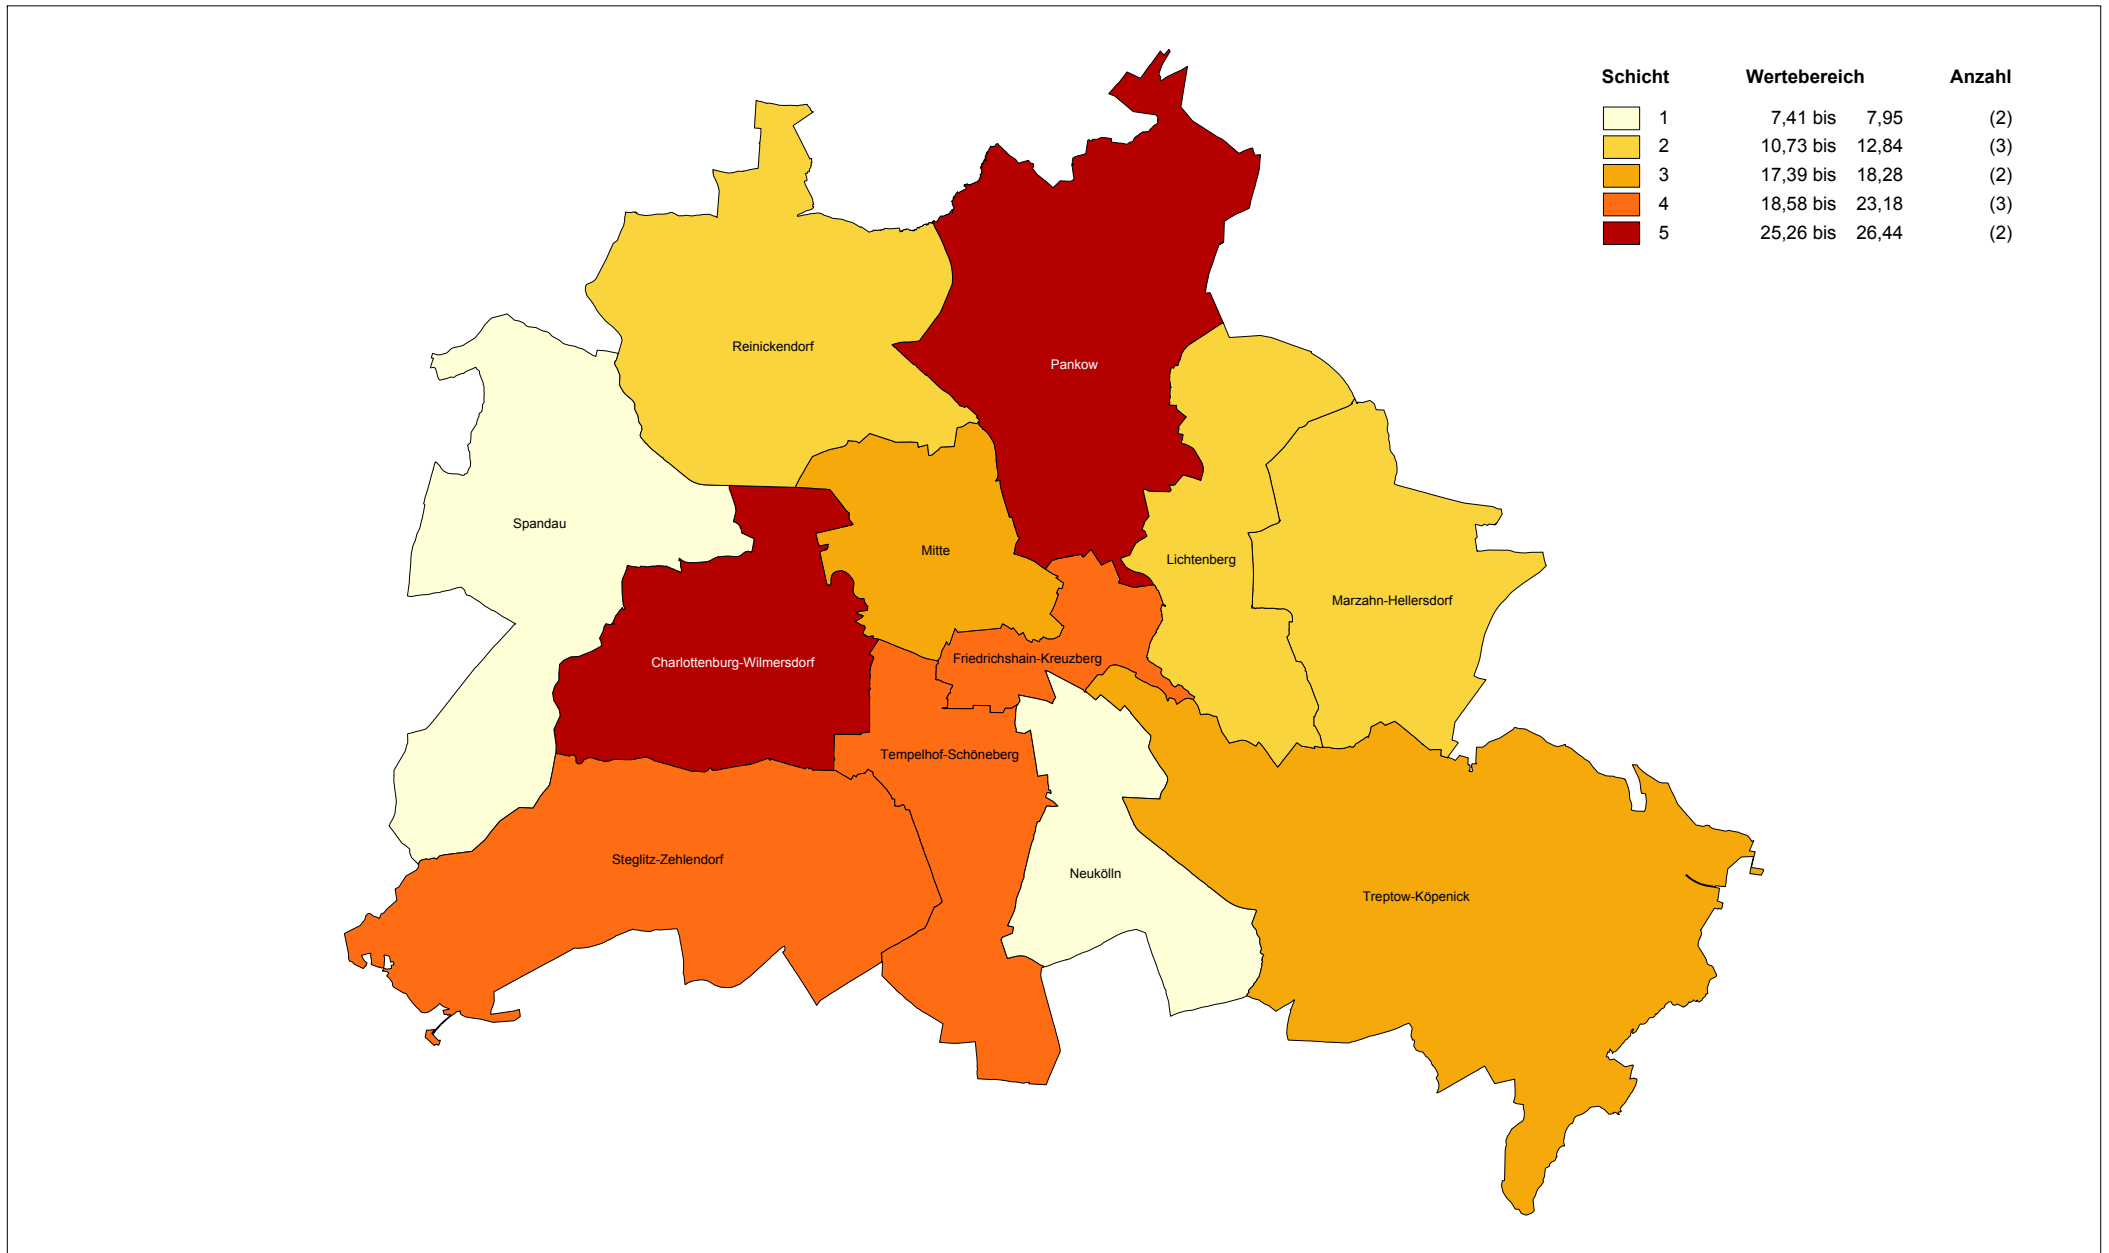 Schicht Wertebereich Anzahl
1 7,41 bis 7,95 (2)
2 10,73 bis 12,84 (3)
3 17,39 bis 18,28 (2)
4 18,58 bis 23,18 (3)
5 25,26 bis 26,44 (2)
Reinickendorf
Pankow
Spandau
Mitte
Lichtenberg
Marzahn-Hellersdorf
Charlottenburg-Wilmersdorf
Friedrichshain-Kreuzberg
Tempelhof-Schöneberg
Steglitz-Zehlendorf
Neukölln
Treptow-Köpenick